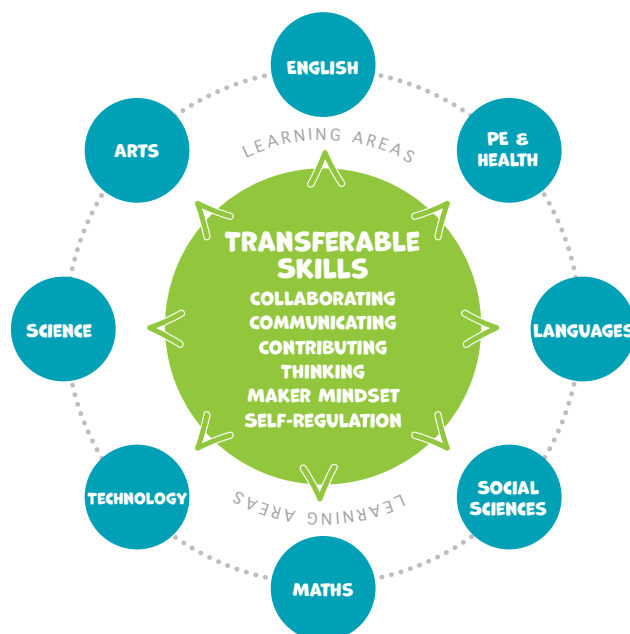 ENGLISH
PE &
HEALTH
LANGUAGES
SOCIAL
SCIENCES
MATHS
TECHNOLOGY
SCIENCE
ARTS
LEARNING AREAS
TRANSFERABLE
SKILLS
COLLABORATING
COMMUNICATING
CONTRIBUTING
THINKING
MAKER MINDSET
SELF-REGULATION
LEARNING AREAS